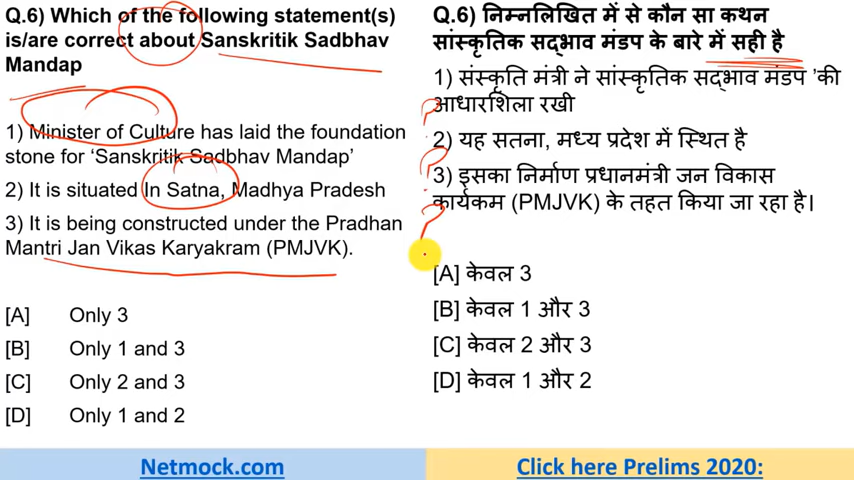 Q.6) Which of the following statement(s)
is/are correct about Sanskritik Sadbhav
Mandap
1) Minister of Culture has laid the foundation
stone for ‘Sanskritik Sadbhav Mandap’
2) It is situated In Satna, Madhya Pradesh
3) It is being constructed under the Pradhan
Mantri Jan Vikas Karyakram (PMJVK).
[A] Only 3
[B] Only 1 and 3
[C] Only 2 and 3
[D] Only 1 and 2
Q.6) निम्नलिखित में से कौन सा कथन
सांस्कृतिक सद्भाव मंडप के बारे में सही है
1) संस्कृति मंत्री ने सांस्कृतिक सद्भाव मंडप 'की
आधारशिला रखी
2) यह सतना, मध्य प्रदेश में स्थित है
3) इसका निर्माण प्रधानमंत्री जन विकास
कार्यकम (PMJVK) के तहत किया जा रहा है।
[A] केवल 3
[B] केवल 1 और 3
[C] केवल 2 और 3
[D] केवल 1 और 2
Netmock.com
Click here Prelims 2020: